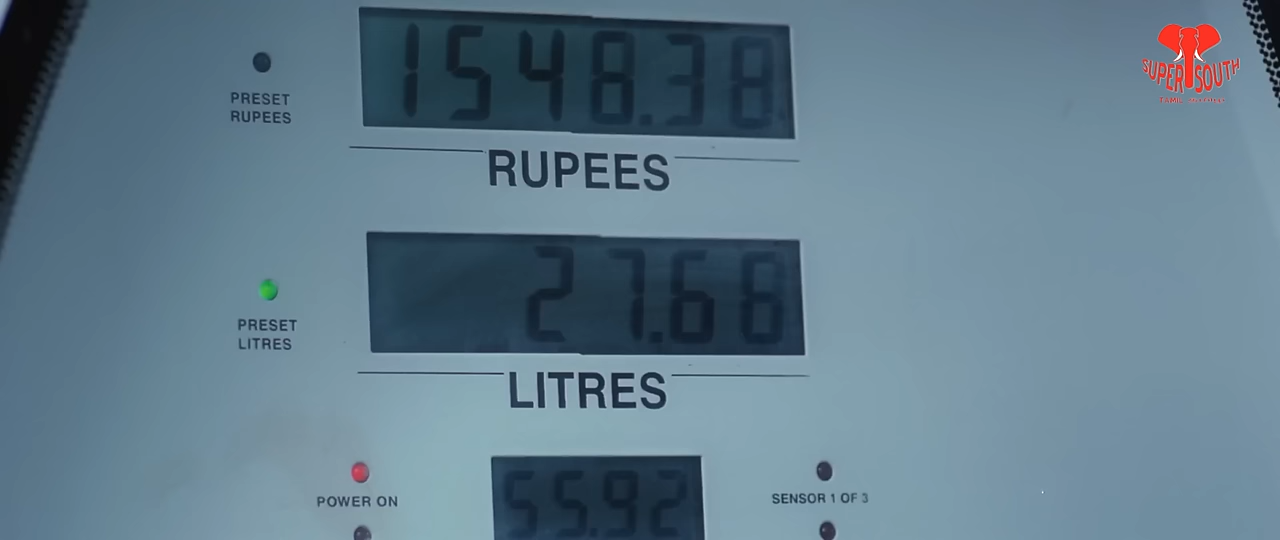 1548.38
PRESET
RUPEES
RUPEES
27.68
PRESET
LITRES
LITRES
55.92
POWER ON
SENSOR 1 OF 3
SUPER SOUTH